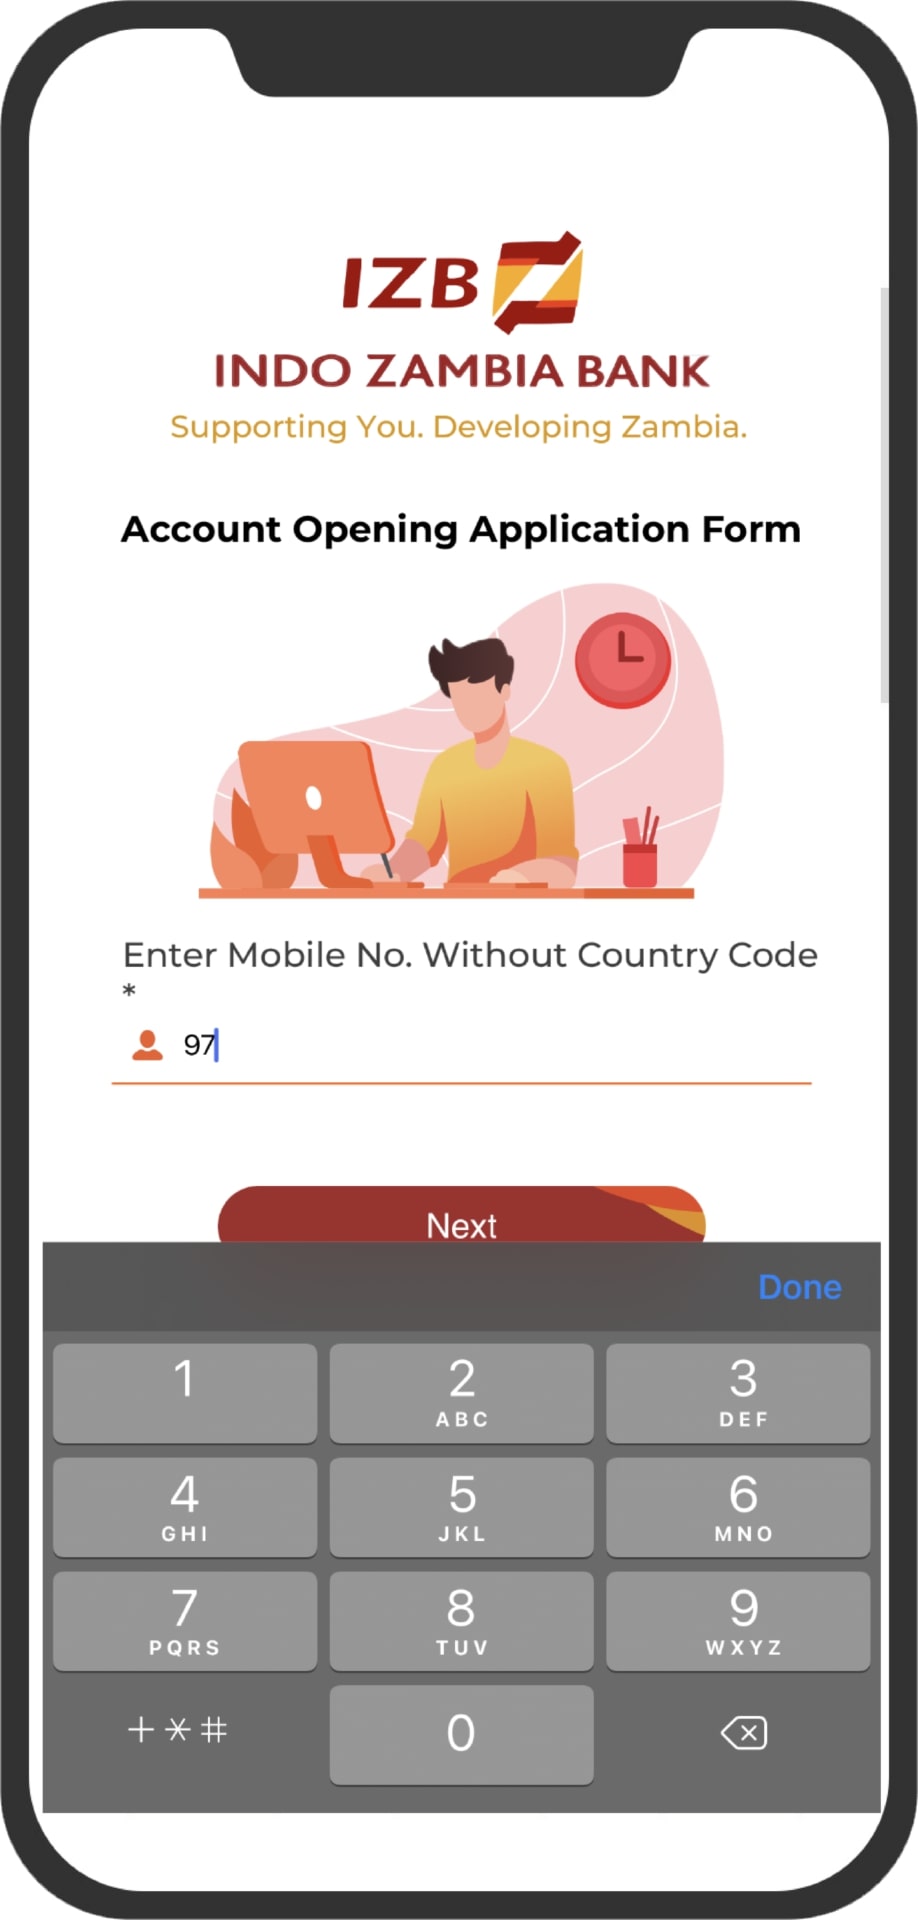 IZB
INDO ZAMBIA BANK
Supporting You. Developing Zambia.
Account Opening Application Form
Enter Mobile No. Without Country Code
*
97
Next
Done
1
2
ABC
3
DEF
4
GHI
5
JKL
6
MNO
7
PQRS
8
TUV
9
WXYZ
+*#
0